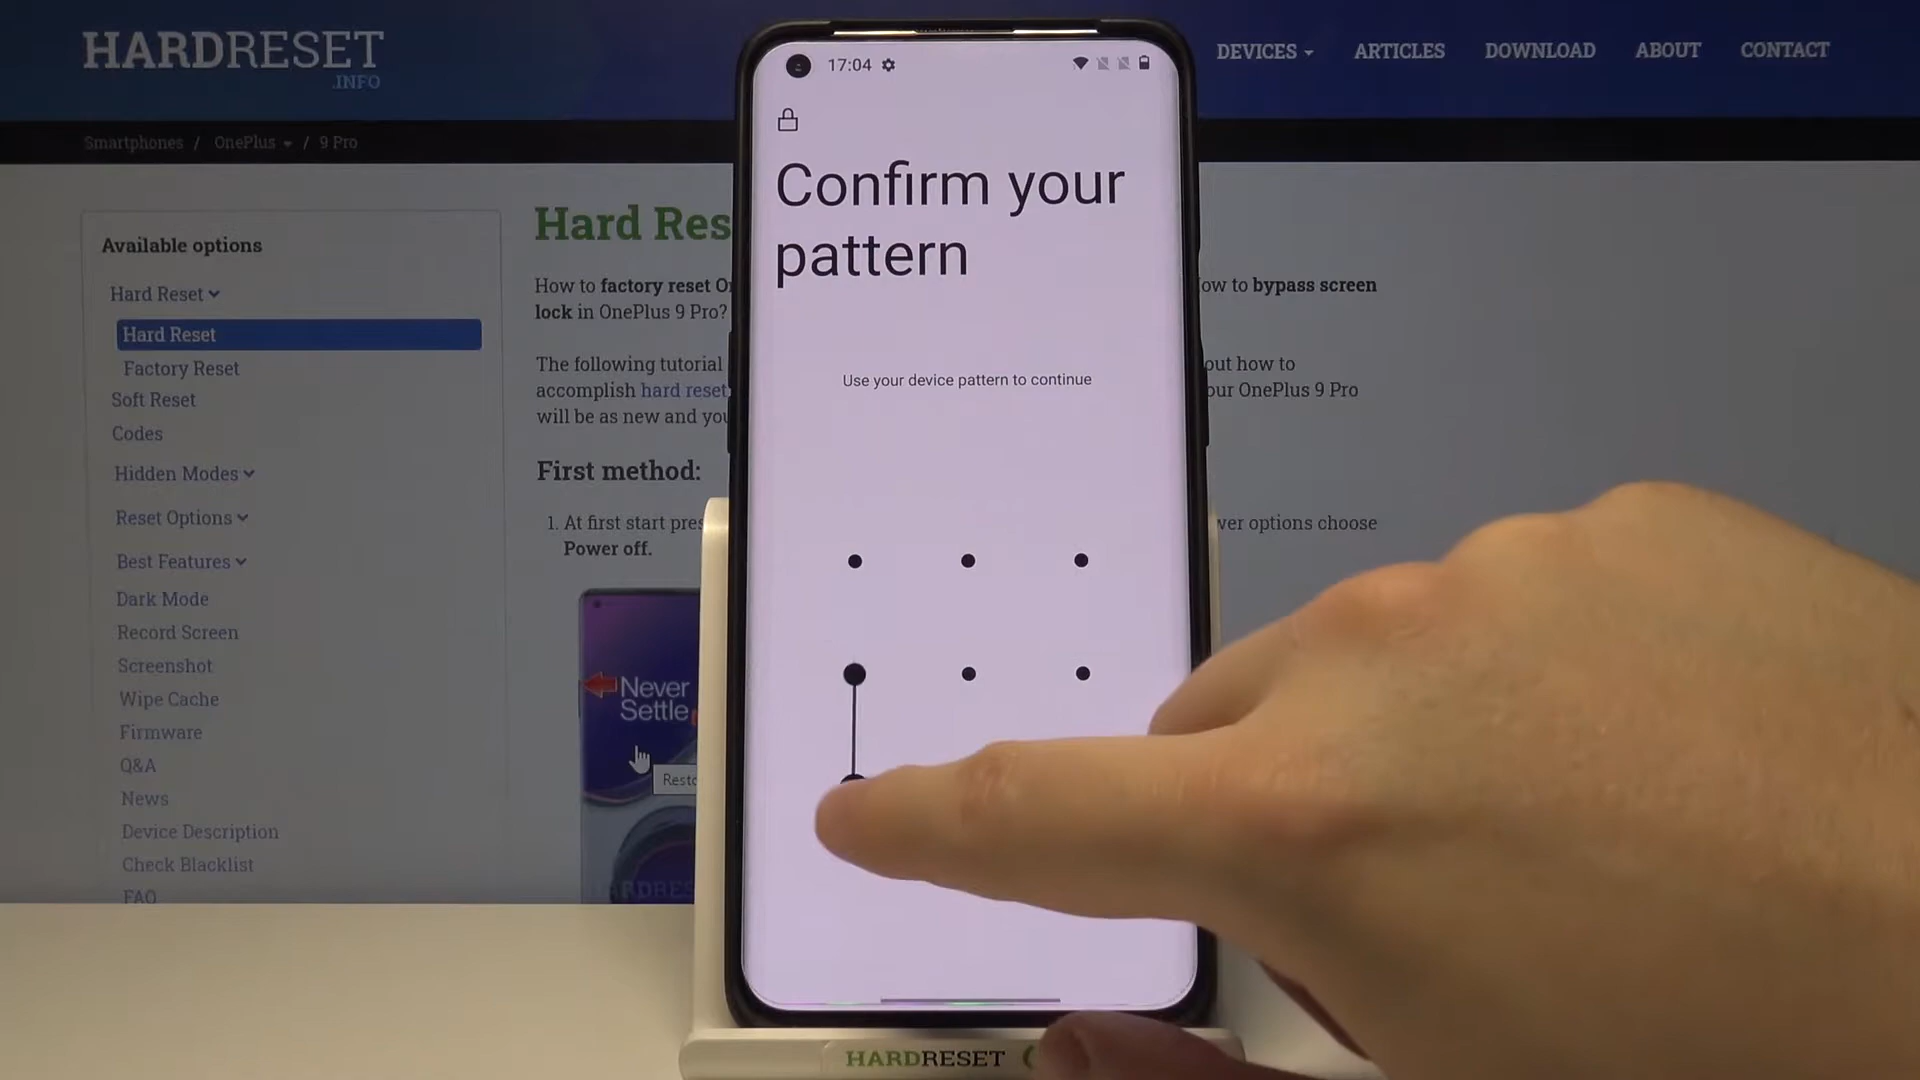 HARDRESET
.INFO
DEVICES
ARTICLES
DOWNLOAD
ABOUT
CONTACT
Smartphones / OnePlus / 9 Pro
Available options
Hard Reset
Hard Reset
Factory Reset
Soft Reset
Codes
Hidden Modes
Reset Options
Best Features
Dark Mode
Record Screen
Screenshot
Wipe Cache
Firmware
Q&A
News
Device Description
Check Blacklist
FAQ
Hard Res
How to factory reset O
ow to bypass screen
lock in OnePlus 9 Pro?
The following tutorial
out how to
accomplish hard reset
our OnePlus 9 Pro
will be as new and you
First method:
1. At first start pres
wer options choose
Power off.
Never
Settle
Resto
17:04
Confirm your
pattern
Use your device pattern to continue
HARDRESET